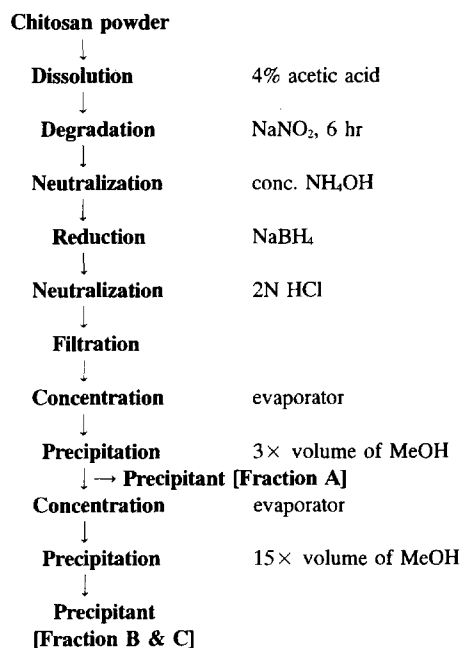 Chitosan powder
↓
Dissolution 4% acetic acid
↓
Degradation NaNO₂, 6 hr
↓
Neutralization conc. NH₄OH
↓
Reduction NaBH₄
↓
Neutralization 2N HCl
↓
Filtration
↓
Concentration evaporator
↓
Precipitation 3× volume of MeOH
↓ → Precipitant [Fraction A]
Concentration evaporator
↓
Precipitation 15× volume of MeOH
↓
Precipitant
[Fraction B & C]